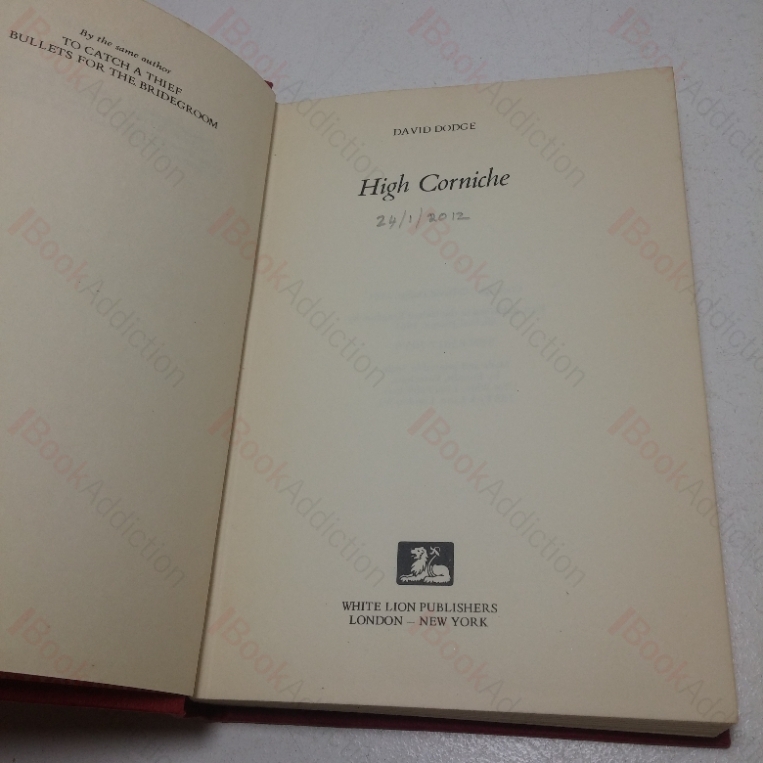 By the same author
TO CATCH A THIEF
BULLETS FOR THE BRIDEGROOM
DAVID DODGE
High Corniche
24/1/2012
WHITE LION PUBLISHERS
LONDON – NEW YORK
BookAddiction